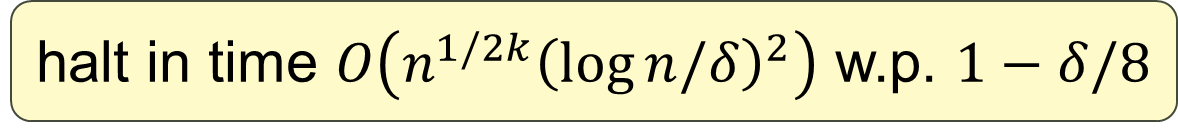 halt in time 𝑂(𝑛^{1/2𝑘}(log 𝑛/𝛿)^2) w.p. 1 − 𝛿/8